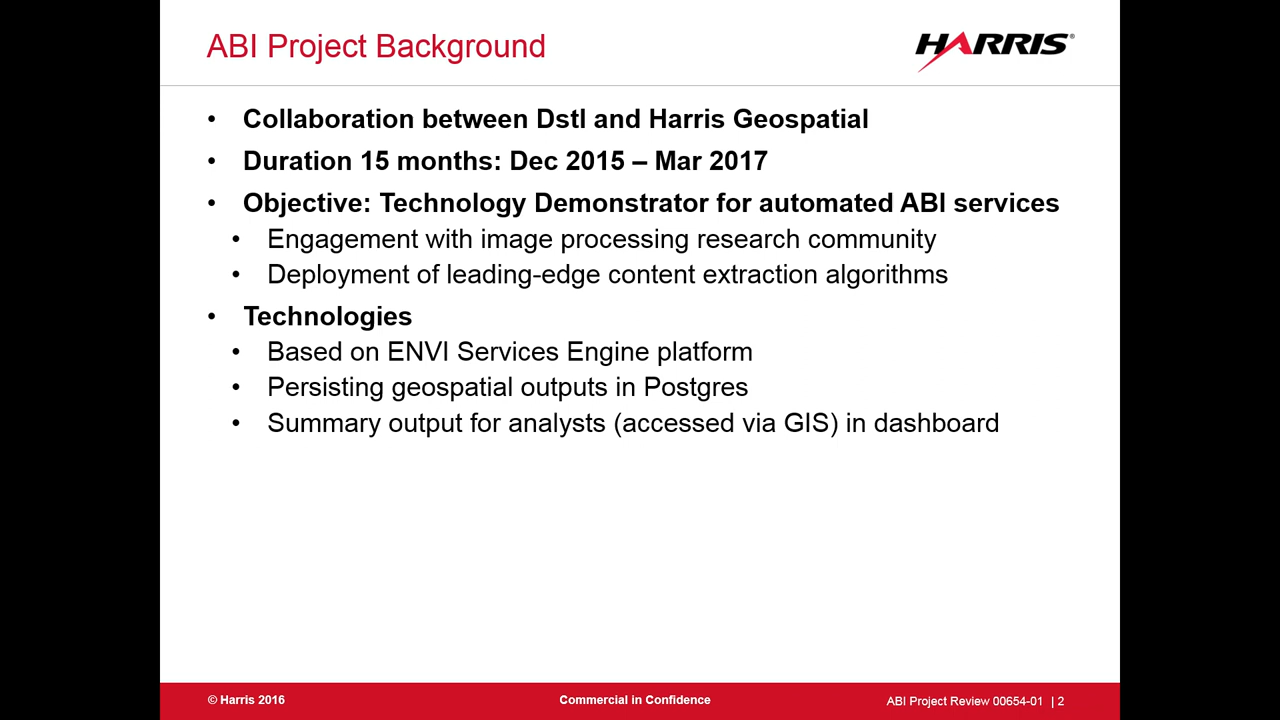 ABI Project Background
HARRIS®
• Collaboration between Dstl and Harris Geospatial
• Duration 15 months: Dec 2015 – Mar 2017
• Objective: Technology Demonstrator for automated ABI services
• Engagement with image processing research community
• Deployment of leading-edge content extraction algorithms
• Technologies
• Based on ENVI Services Engine platform
• Persisting geospatial outputs in Postgres
• Summary output for analysts (accessed via GIS) in dashboard
© Harris 2016
Commercial in Confidence
ABI Project Review 00654-01 | 2